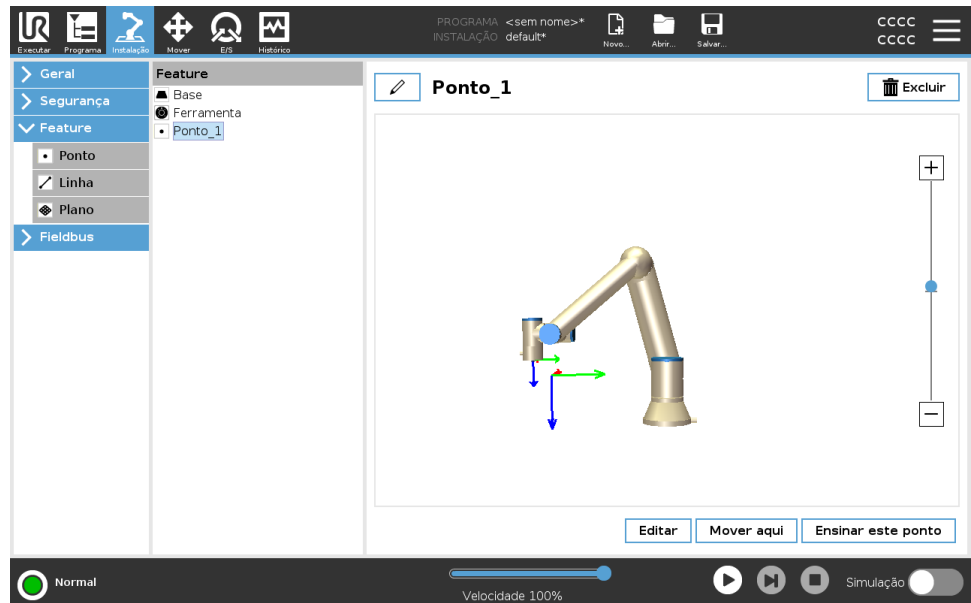 UR
Executar
Programa
Instalação
Mover
E/S
Histórico
PROGRAMA <sem nome>*
INSTALAÇÃO default*
Novo...
Abrir...
Salvar...
CCCC
CCCC
Geral
Segurança
Feature
Ponto
Linha
Plano
Fieldbus
Feature
Base
Ferramenta
Ponto_1
Ponto_1
Excluir
Editar
Mover aqui
Ensinar este ponto
Normal
Velocidade 100%
Simulação